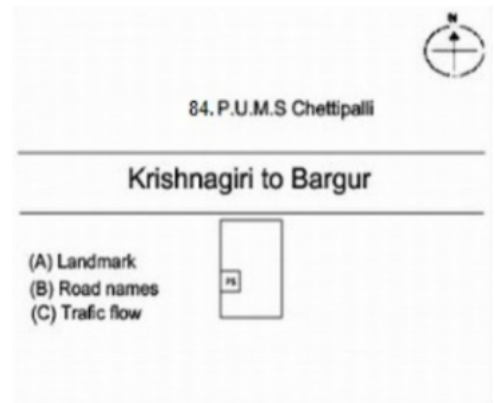 N
84. P.U.M.S Chettipalli
Krishnagiri to Bargur
(A) Landmark
PS
(B) Road names
(C) Trafic flow